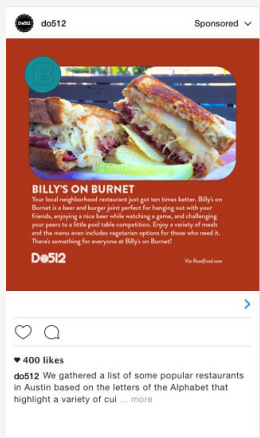 Do512
do512
Sponsored
B
BILLY'S ON BURNET
Your local neighborhood restaurant just got ten times better. Billy's on
Burnet is a beer and burger joint perfect for hanging out with your
friends, enjoying a nice beer while watching a game, and challenging
your peers to a little pool table competition. Enjoy a variety of meals
and the menu even includes vegetarian options for those who need it.
There's something for everyone at Billy's on Burnet!
DO512
Via Roadfood.com
400 likes
do512 We gathered a list of some popular restaurants
in Austin based on the letters of the Alphabet that
highlight a variety of cui ... more